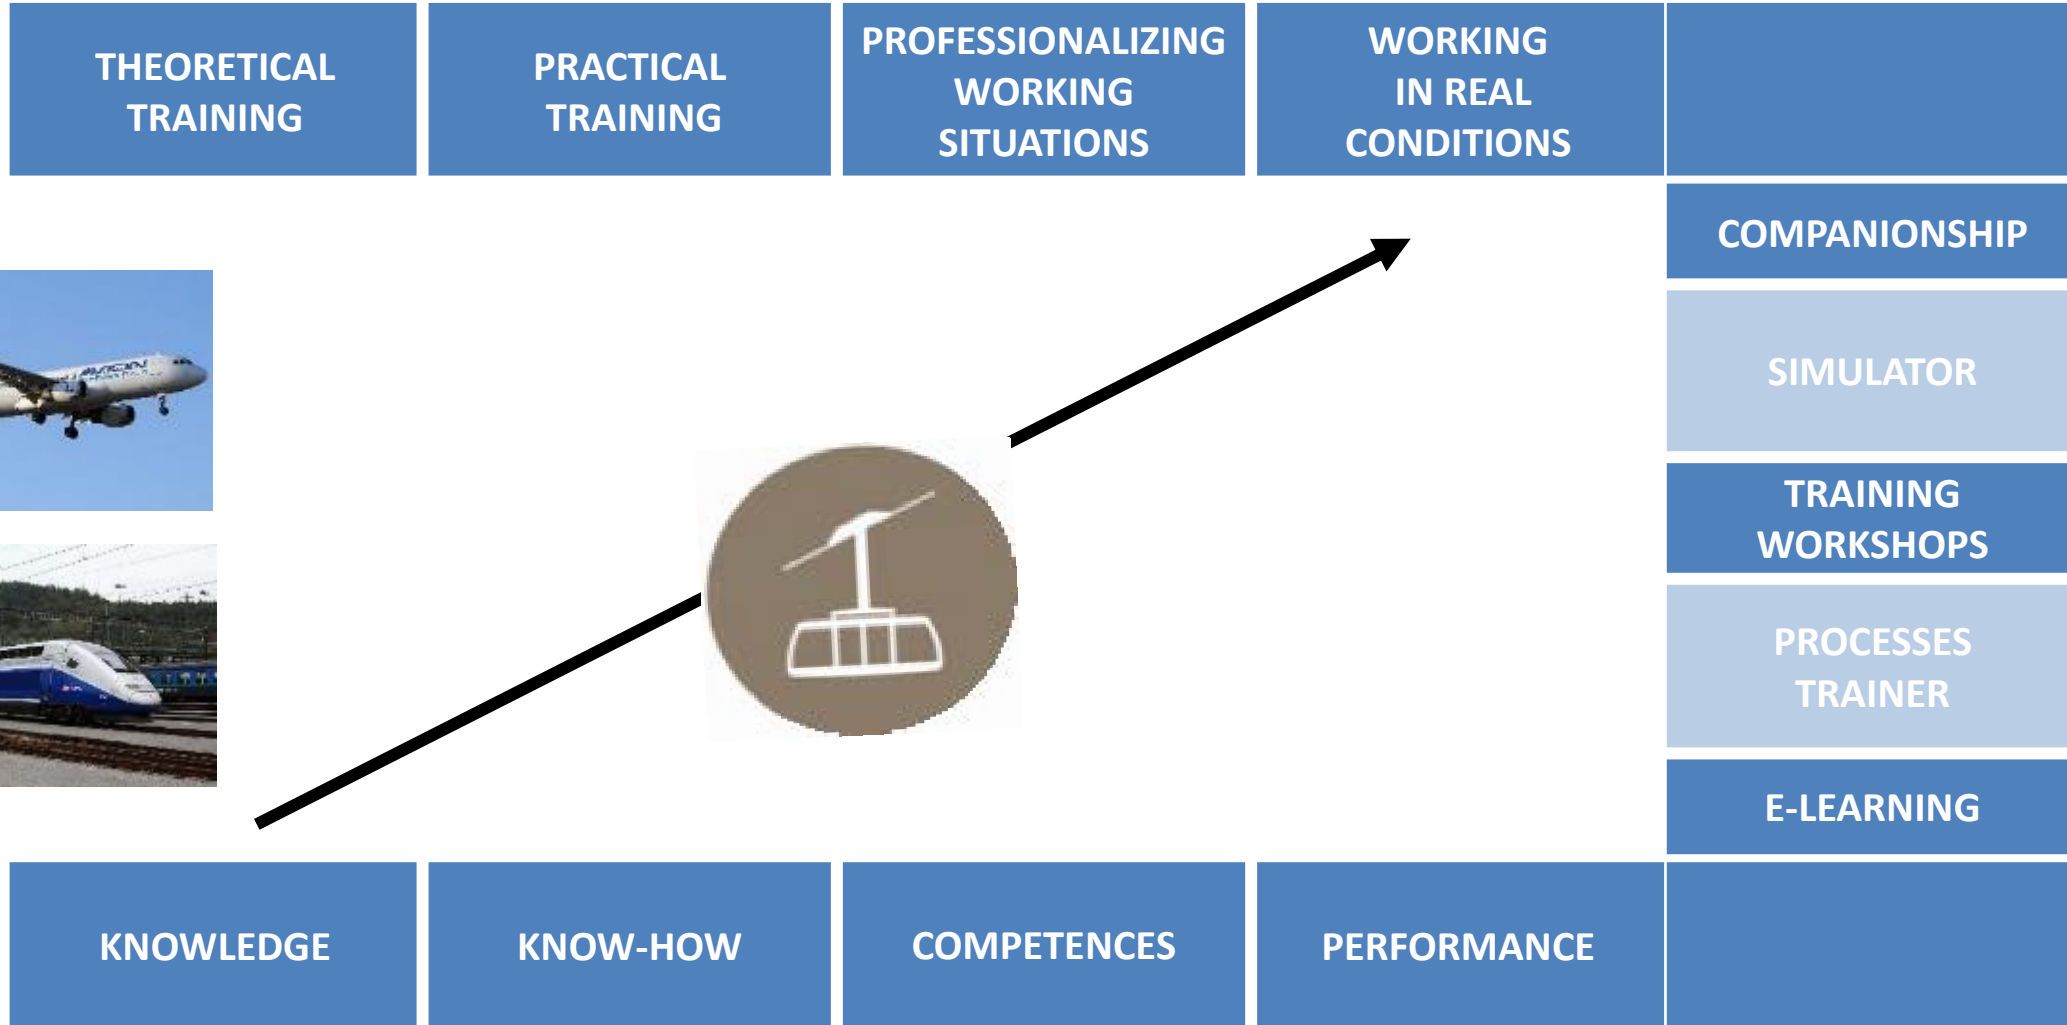 THEORETICAL
TRAINING
PRACTICAL
TRAINING
PROFESSIONALIZING
WORKING
SITUATIONS
WORKING
IN REAL
CONDITIONS
COMPANIONSHIP
SIMULATOR
TRAINING
WORKSHOPS
PROCESSES
TRAINER
E-LEARNING
KNOWLEDGE
KNOW-HOW
COMPETENCES
PERFORMANCE